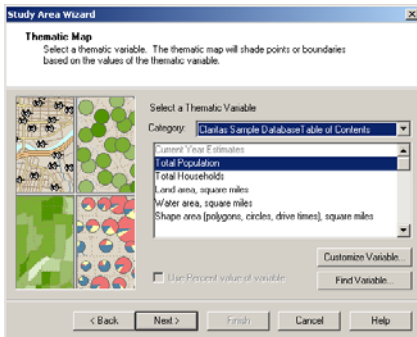 Study Area Wizard
Thematic Map
Select a thematic variable. The thematic map will shade points or boundaries
based on the values of the thematic variable.
Select a Thematic Variable
Category: Claritas Sample DatabaseTable of Contents
Current Year Estimates
Total Population
Total Households
Land area, square miles
Water area, square miles
Shape area (polygons, circles, drive times), square miles
Customize Variable...
Use Percent value of variable
Find Variable...
< Back Next > Finish Cancel Help